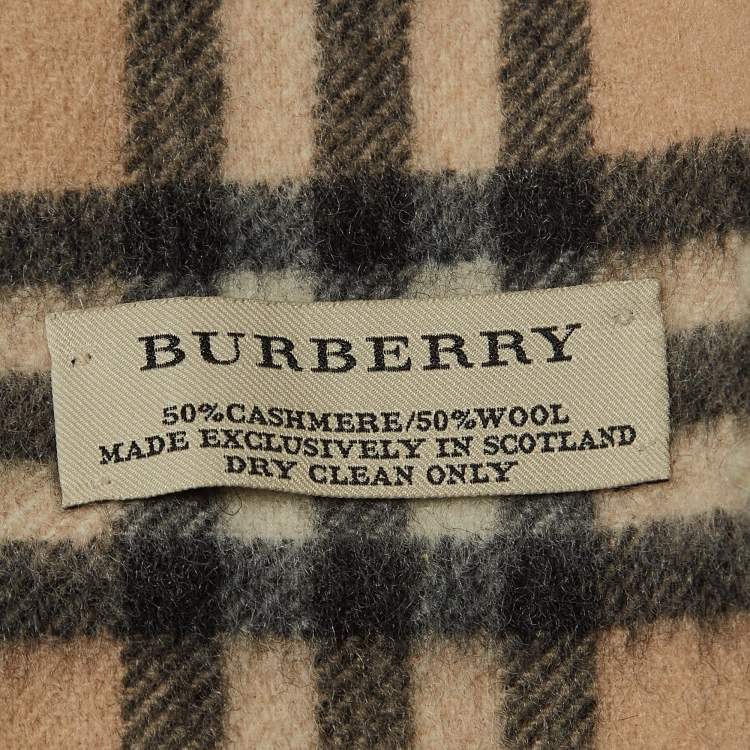 BURBERRY
50%CASHMERE/50%WOOL
MADE EXCLUSIVELY IN SCOTLAND
DRY CLEAN ONLY